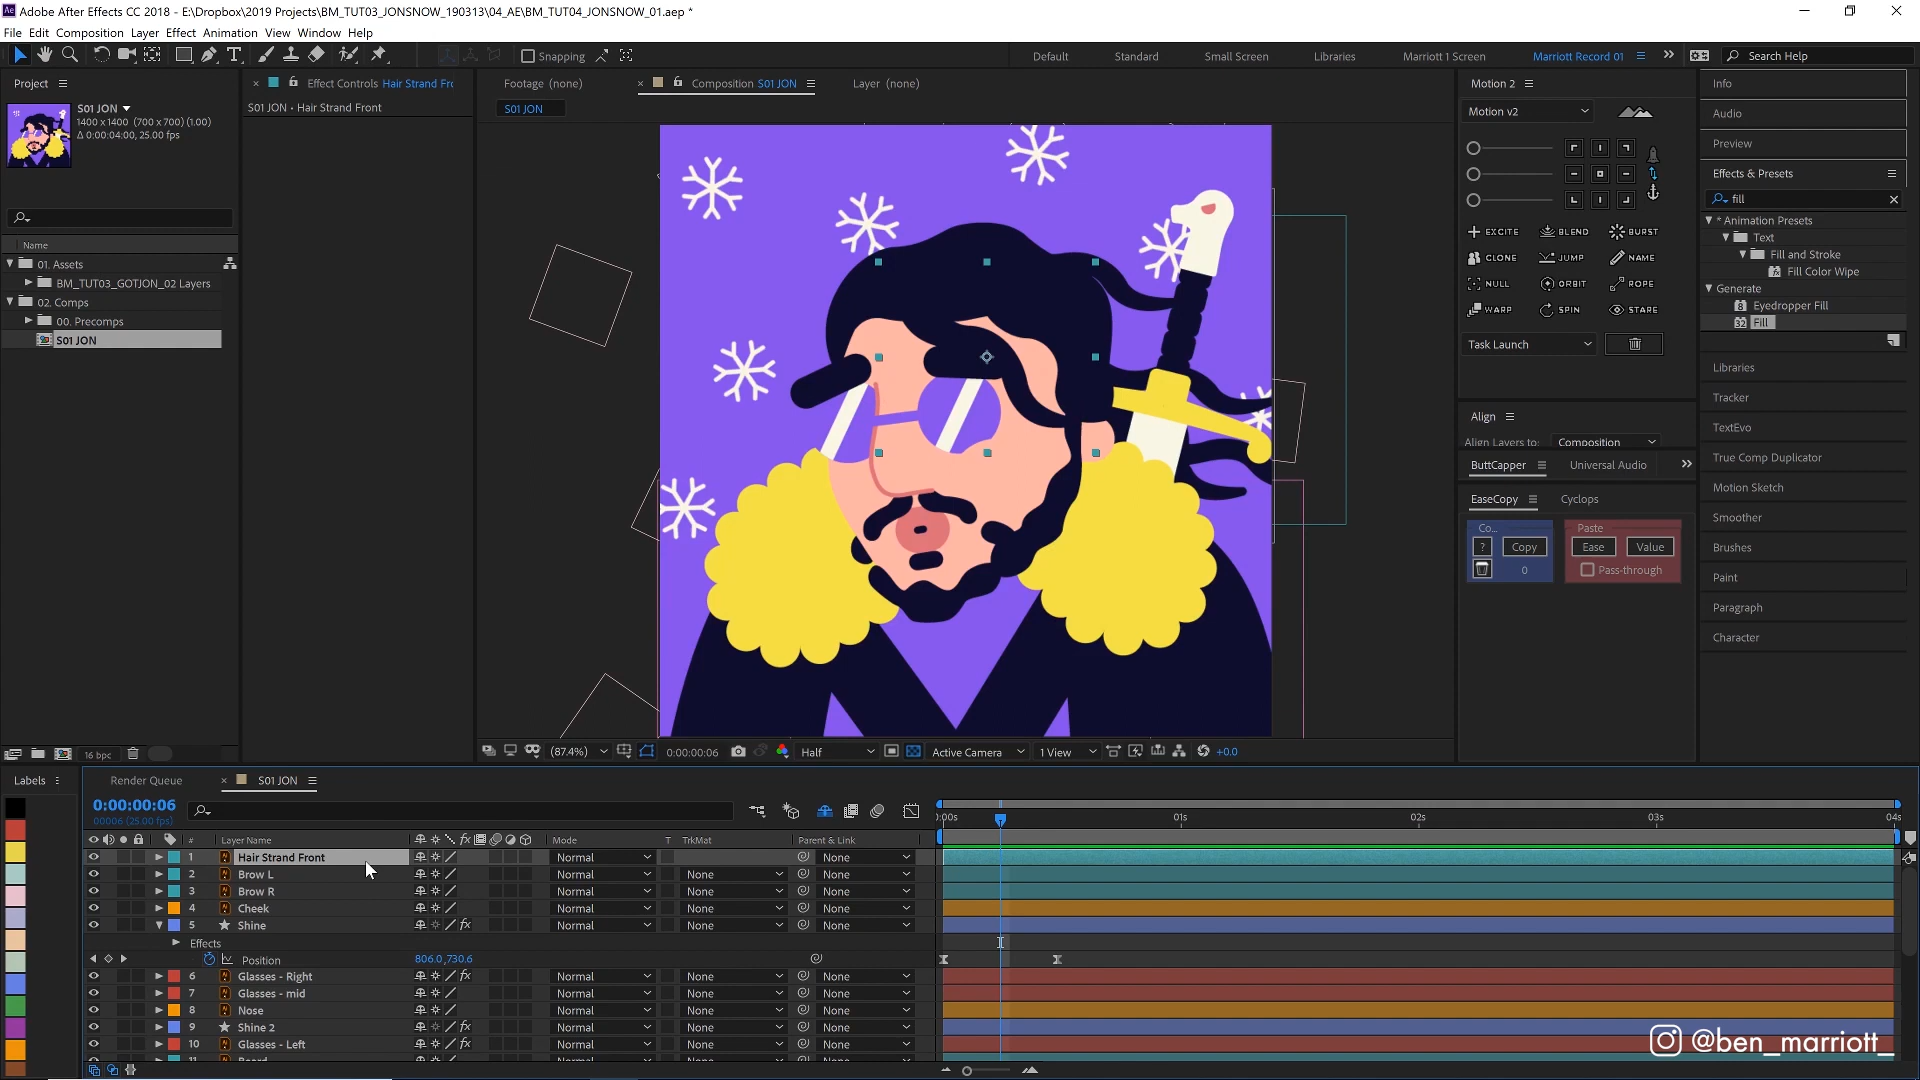 Adobe After Effects CC 2018 - E:\Dropbox\2019 Projects\BM_TUT03_JONSNOW_190313\04_AE\BM_TUT04_JONSNOW_01.aep *
File Edit Composition Layer Effect Animation View Window Help
Snapping
Default Standard Small Screen Libraries Marriott 1 Screen Marriott Record 01 Search Help
Project
Effect Controls Hair Strand Frc
Footage (none)
Composition S01 JON
Layer (none)
Motion 2
Info
S01 JON
1400 x 1400 (700 x 700) (1.00)
Δ 0:00:04:00, 25.00 fps
S01 JON • Hair Strand Front
S01 JON
Motion v2
Audio
Preview
Effects & Presets
fill
* Animation Presets
Text
Fill and Stroke
Fill Color Wipe
Generate
Eyedropper Fill
Fill
EXCITE BLEND BURST
CLONE JUMP NAME
NULL ORBIT ROPE
WARP SPIN STARE
Task Launch
Name
01. Assets
BM_TUT03_GOTJON_02 Layers
02. Comps
00. Precomps
S01 JON
Libraries
Tracker
TextEvo
True Comp Duplicator
Motion Sketch
Smoother
Brushes
Paint
Paragraph
Character
Align
Align Layers to: Composition
ButtCapper Universal Audio
EaseCopy Cyclops
Co... Paste
? Copy Ease Value
0 Pass-through
16 bpc
(87.4%) 0:00:00:06 Half Active Camera 1 View +0.0
Labels
Render Queue
S01 JON
0:00:00:06
00006 (25.00 fps)
# Layer Name Mode T TrkMat Parent & Link
:00s 01s 02s 03s 04s
1 Hair Strand Front Normal None
2 Brow L Normal None None
3 Brow R Normal None None
4 Cheek Normal None None
5 Shine Normal None None
Effects
Position 806.0,730.6
6 Glasses - Right Normal None None
7 Glasses - mid Normal None None
8 Nose Normal None None
9 Shine 2 Normal None None
10 Glasses - Left Normal None None
@ben_marriott_